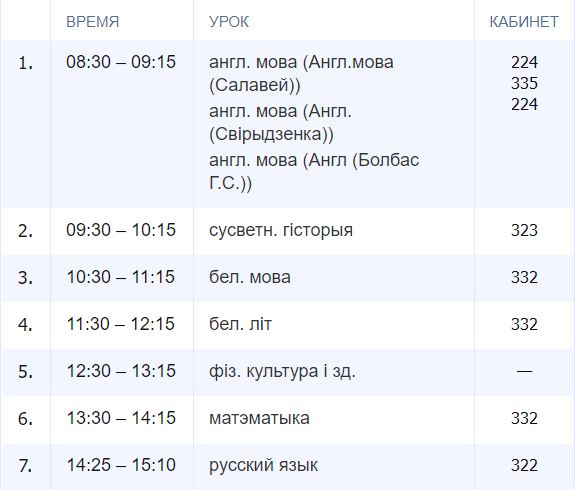 ВРЕМЯ УРОК КАБИНЕТ
1. 08:30 – 09:15 англ. мова (Англ.мова 224
(Салавей)) 335
англ. мова (Англ. 224
(Свірыдзенка))
англ. мова (Англ (Болбас
Г.С.))
2. 09:30 – 10:15 сусветн. гісторыя 323
3. 10:30 – 11:15 бел. мова 332
4. 11:30 – 12:15 бел. літ 332
5. 12:30 – 13:15 фіз. культура і зд. —
6. 13:30 – 14:15 матэматыка 332
7. 14:25 – 15:10 русский язык 322